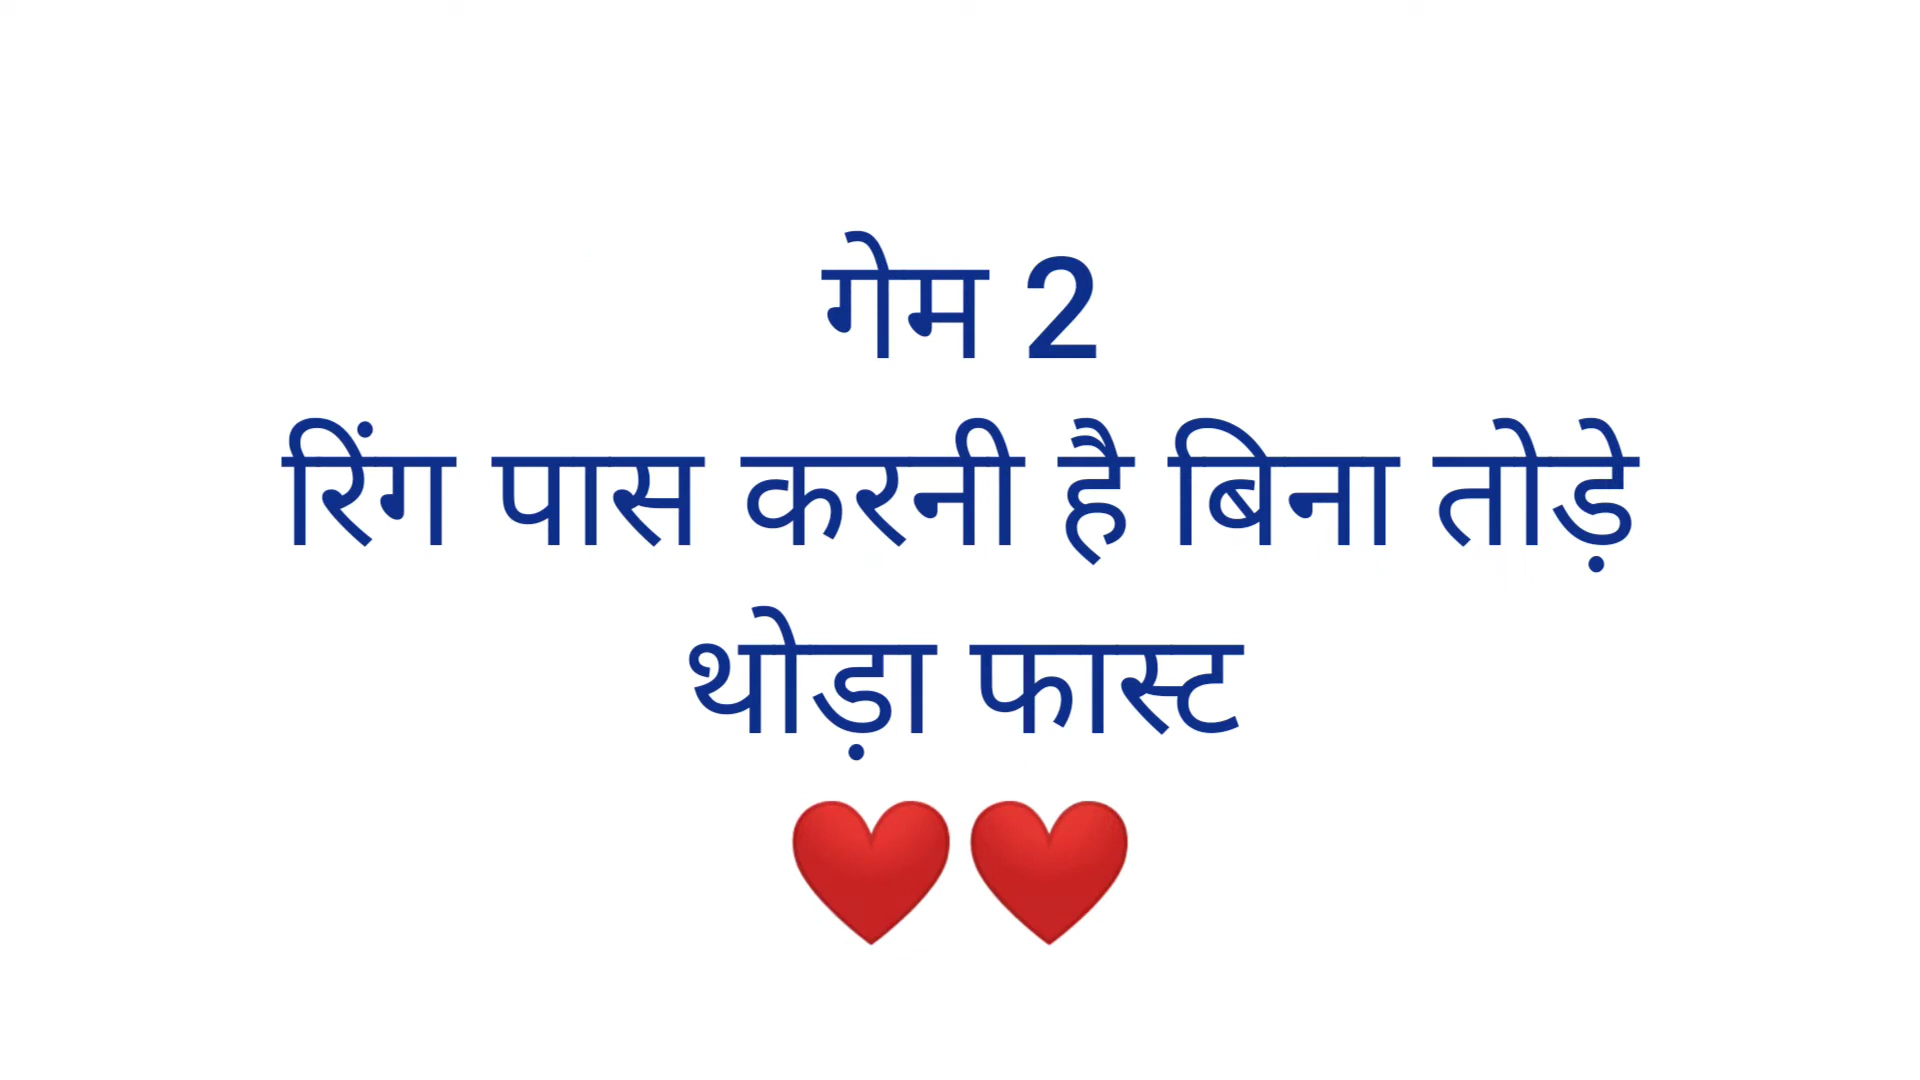 गेम 2
रिंग पास करनी है बिना तोड़े
थोड़ा फास्ट
❤️❤️